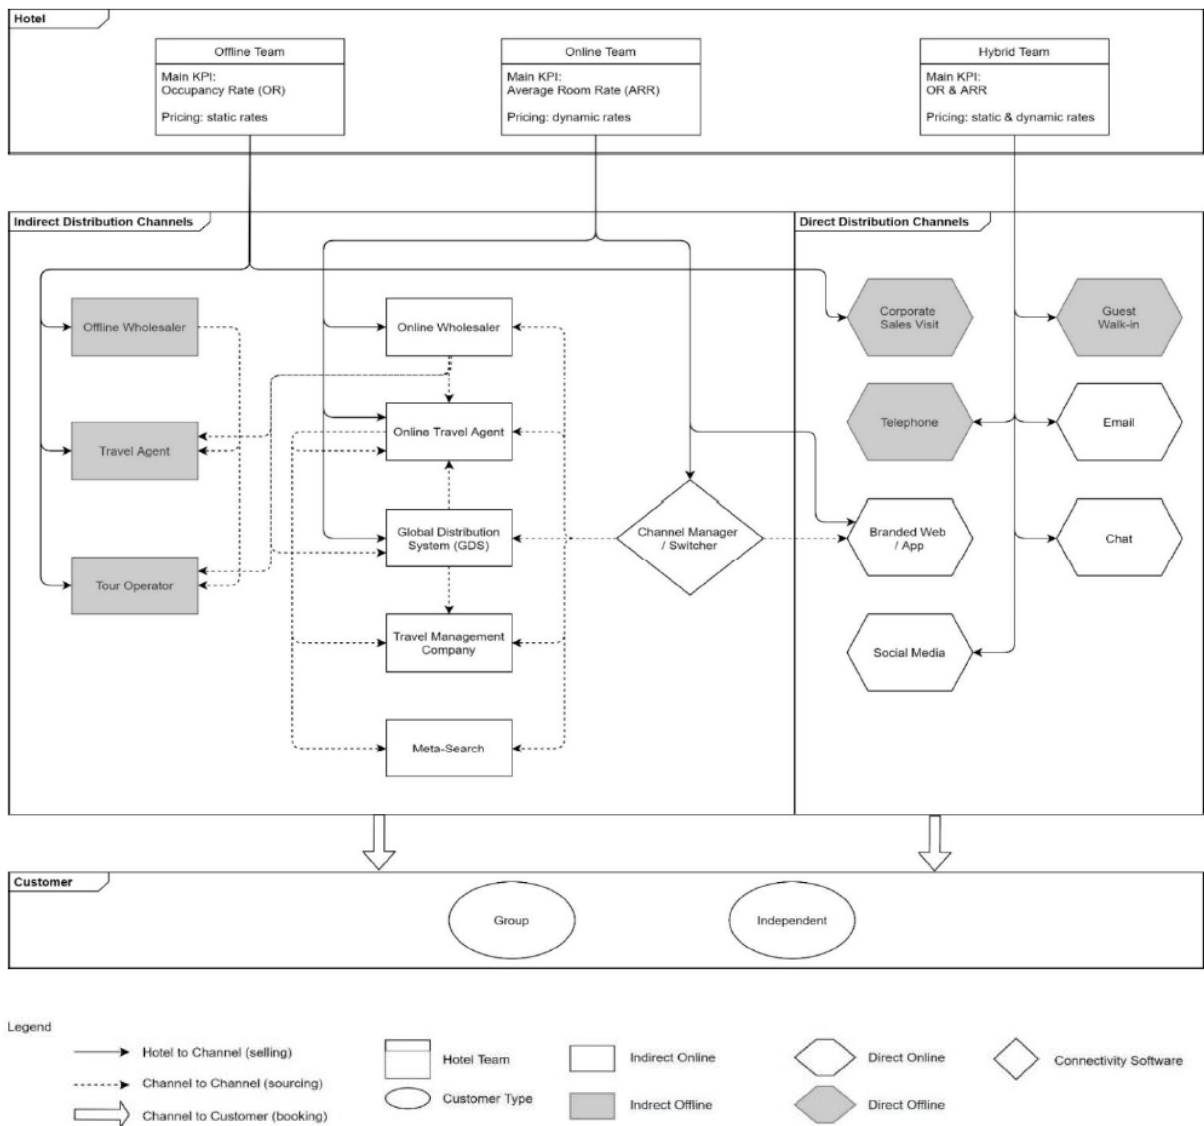 Hotel
Offline Team
Main KPI:
Occupancy Rate (OR)
Pricing: static rates
Online Team
Main KPI:
Average Room Rate (ARR)
Pricing: dynamic rates
Hybrid Team
Main KPI:
OR & ARR
Pricing: static & dynamic rates
Indirect Distribution Channels
Offline Wholesaler
Travel Agent
Tour Operator
Online Wholesaler
Online Travel Agent
Global Distribution
System (GDS)
Travel Management
Company
Meta-Search
Channel Manager
/ Switcher
Direct Distribution Channels
Corporate
Sales Visit
Guest
Walk-in
Telephone
Email
Branded Web
/ App
Chat
Social Media
Customer
Group
Independent
Legend
Hotel to Channel (selling)
Channel to Channel (sourcing)
Channel to Customer (booking)
Hotel Team
Customer Type
Indirect Online
Indirect Offline
Direct Online
Direct Offline
Connectivity Software